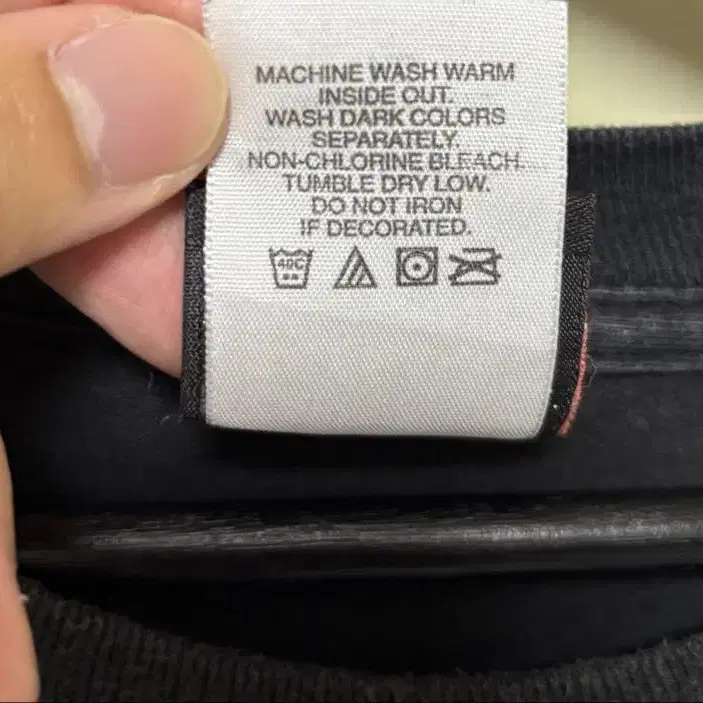 MACHINE WASH WARM
INSIDE OUT.
WASH DARK COLORS
SEPARATELY.
NON-CHLORINE BLEACH.
TUMBLE DRY LOW.
DO NOT IRON
IF DECORATED.
40C